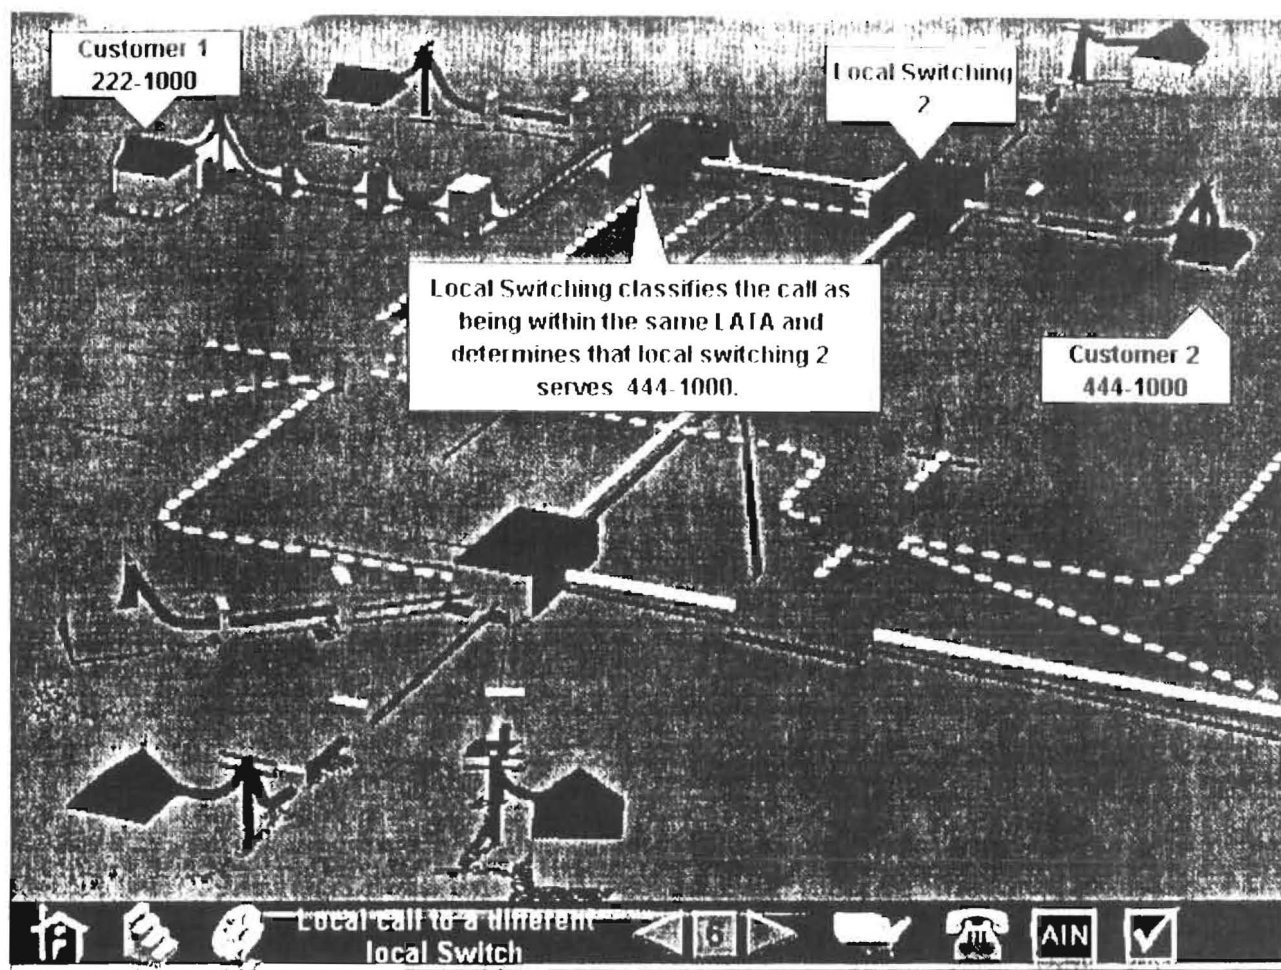 Customer 1
222-1000
Local Switching
2
Local Switching classifies the call as
being within the same LATA and
determines that local switching 2
serves 444-1000.
Customer 2
444-1000
Local call to a different
local Switch
6
AIN